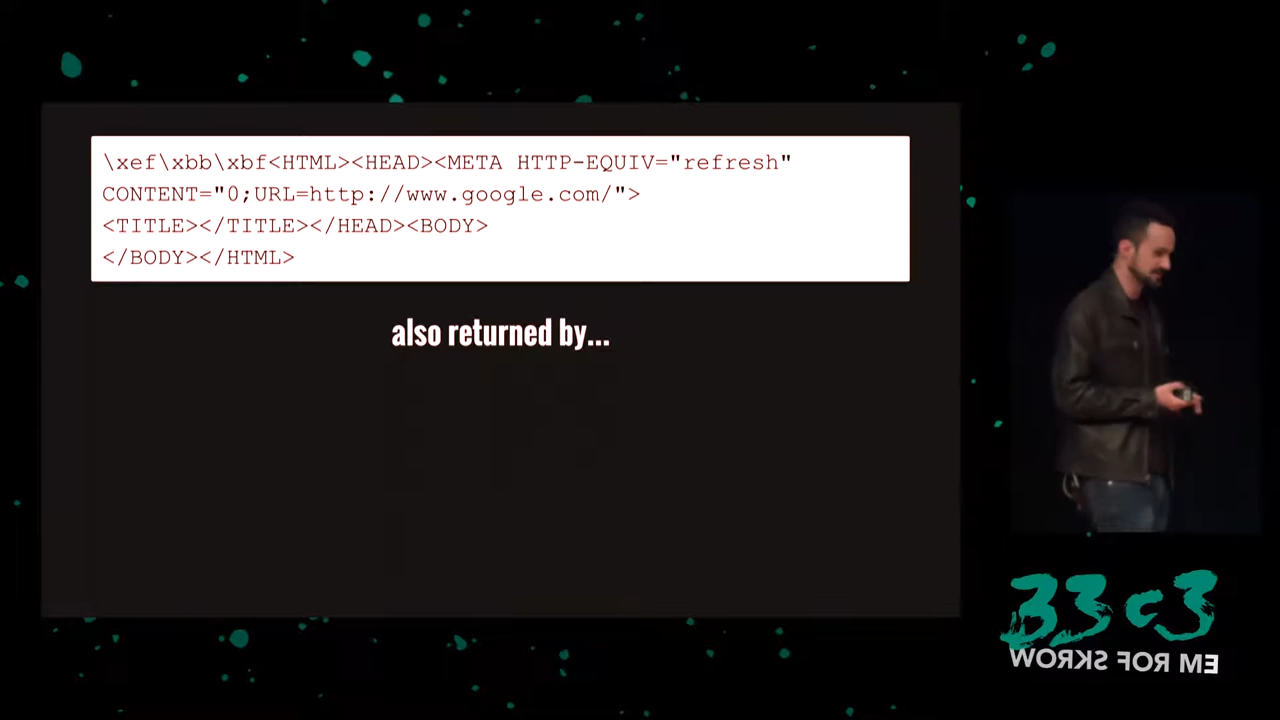 \xef\xbb\xbf<HTML><HEAD><META HTTP-EQUIV="refresh"
CONTENT="0;URL=http://www.google.com/">
<TITLE></TITLE></HEAD><BODY>
</BODY></HTML>
also returned by...
33c3
WORKS FOR ME